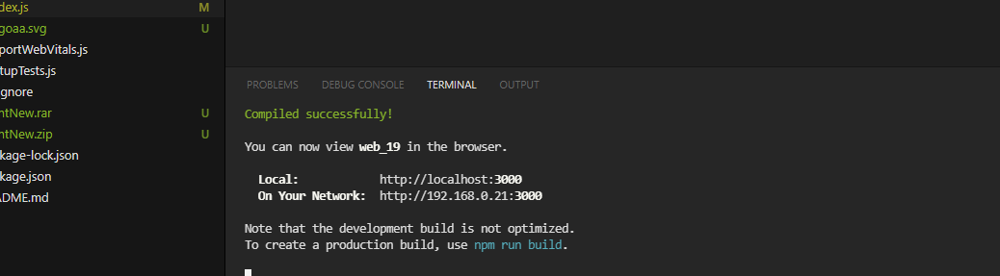 dex.js M
goaa.svg U
portWebVitals.js
tupTests.js
gnore
ntNew.rar U
ntNew.zip U
kage-lock.json
kage.json
ADME.md
PROBLEMS DEBUG CONSOLE TERMINAL OUTPUT
Compiled successfully!
You can now view web_19 in the browser.
Local: http://localhost:3000
On Your Network: http://192.168.0.21:3000
Note that the development build is not optimized.
To create a production build, use npm run build.